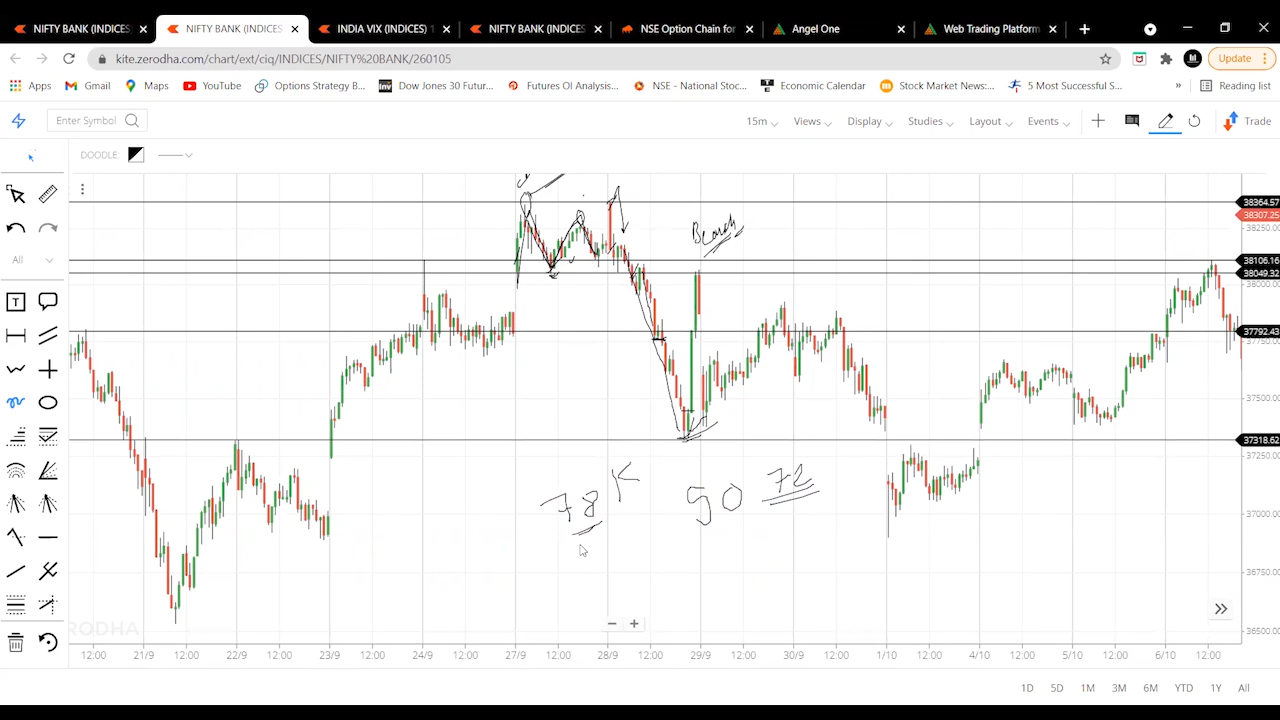 NIFTY BANK (INDICES
NIFTY BANK (INDICES
INDIA VIX (INDICES) 1
NIFTY BANK (INDICES
NSE Option Chain for
Angel One
Web Trading Platform
kite.zerodha.com/chart/ext/ciq/INDICES/NIFTY%20BANK/260105
M
Update
Apps
Gmail
Maps
YouTube
Options Strategy B...
Dow Jones 30 Futur...
Futures OI Analysis...
NSE - National Stoc...
Economic Calendar
Stock Market News:...
5 Most Successful S...
»
Reading list
Enter Symbol
15m
Views
Display
Studies
Layout
Events
Trade
DOODLE:
All
T
38364.57
38307.25
38250.00
38106.16
38049.32
38000.00
37792.43
37750.00
37500.00
37318.62
37250.00
37000.00
36750.00
36500.00
78 K 50 72
RODHA
12:00 21/9 12:00 22/9 12:00 23/9 12:00 24/9 12:00 27/9 12:00 28/9 12:00 29/9 12:00 30/9 12:00 1/10 12:00 4/10 12:00 5/10 12:00 6/10 12:00
1D 5D 1M 3M 6M YTD 1Y All